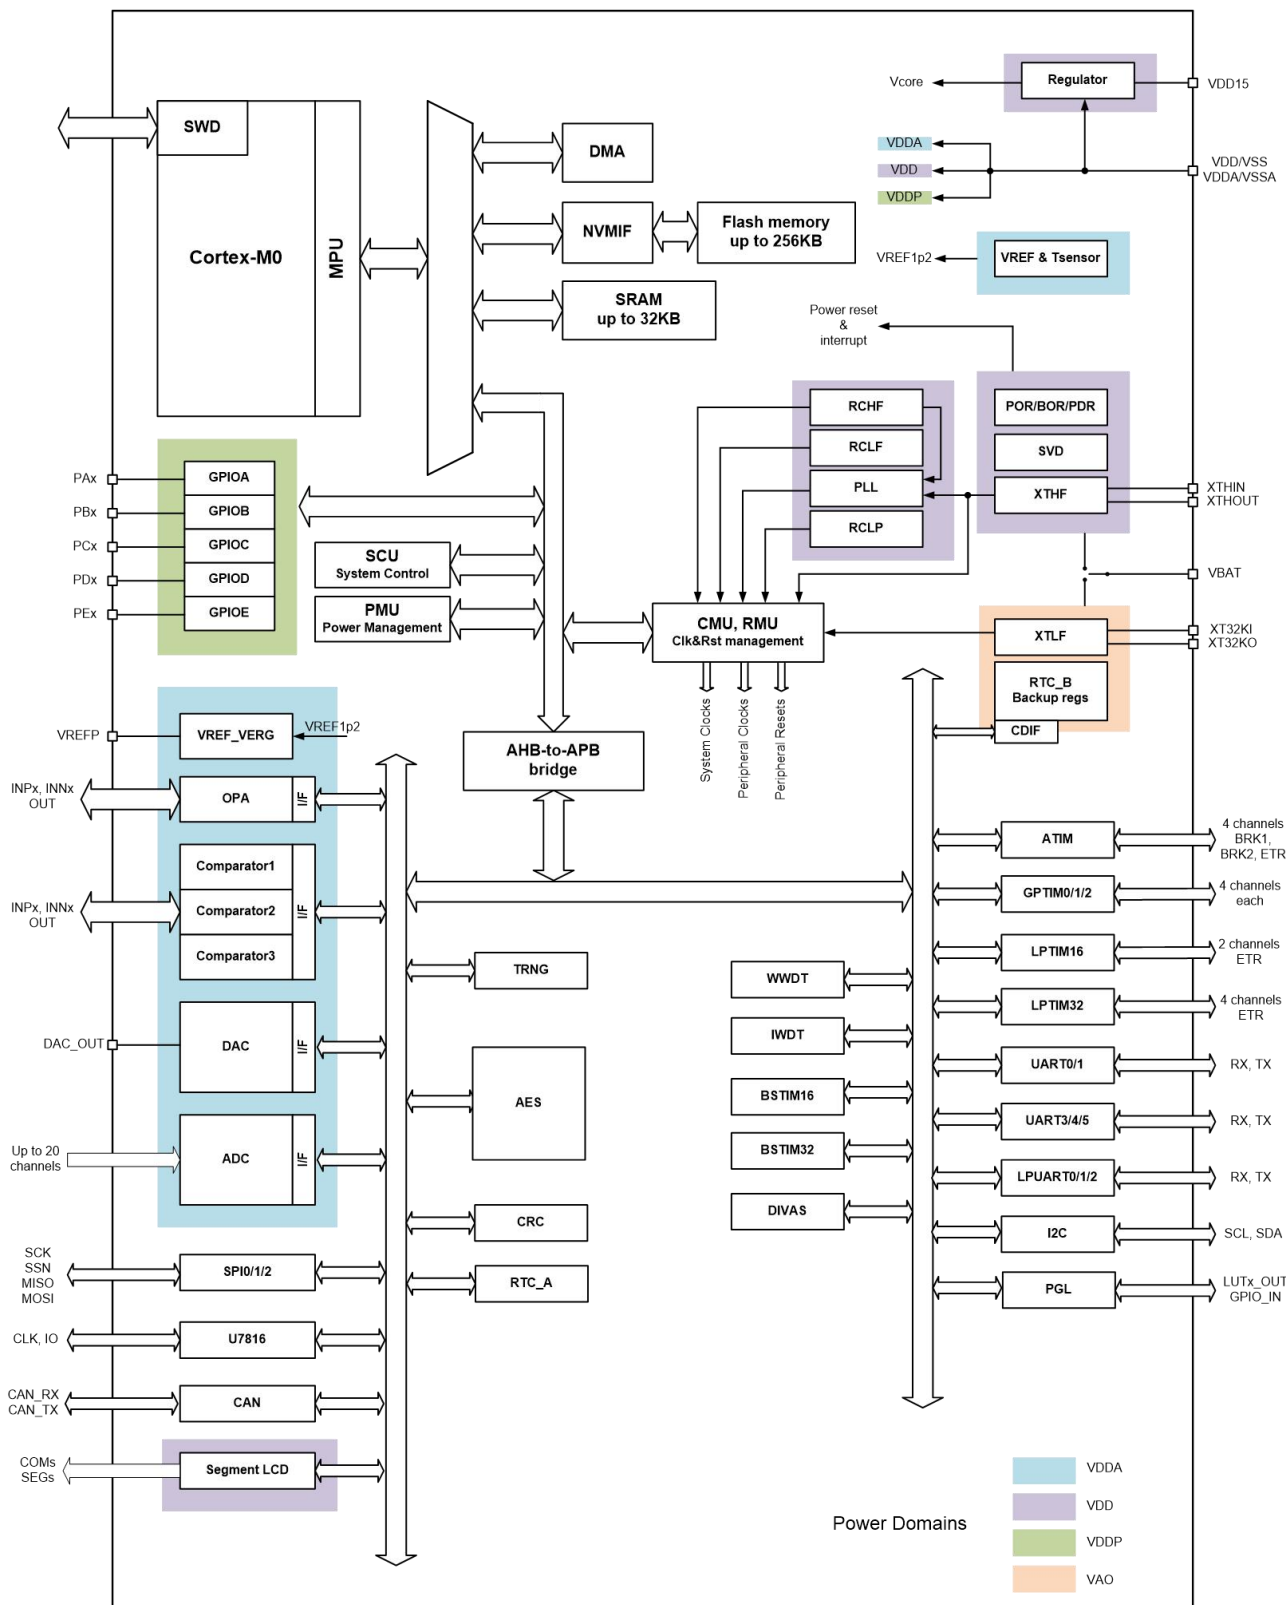 SWD
Cortex-M0
MPU
DMA
NVMIF
Flash memory
up to 256KB
SRAM
up to 32KB
Vcore
Regulator
VDD15
VDDA
VDD
VDDP
VDD/VSS
VDDA/VSSA
VREF1p2
VREF & Tsensor
Power reset
&
interrupt
RCHF
RCLF
PLL
RCLP
POR/BOR/PDR
SVD
XTHF
XTHIN
XTHOUT
VBAT
PAx
PBx
PCx
PDx
PEx
GPIOA
GPIOB
GPIOC
GPIOD
GPIOE
SCU
System Control
PMU
Power Management
CMU, RMU
Clk&Rst management
System Clocks
Peripheral Clocks
Peripheral Resets
XTLF
XT32KI
XT32KO
RTC_B
Backup regs
CDIF
VREFP
VREF_VERG
VREF1p2
AHB-to-APB
bridge
INPx, INNx
OUT
OPA
I/F
INPx, INNx
OUT
Comparator1
Comparator2
Comparator3
I/F
DAC_OUT
DAC
I/F
Up to 20
channels
ADC
I/F
SCK
SSN
MISO
MOSI
SPI0/1/2
CLK, IO
U7816
CAN_RX
CAN_TX
CAN
COMs
SEGs
Segment LCD
TRNG
AES
CRC
RTC_A
WWDT
IWDT
BSTIM16
BSTIM32
DIVAS
ATIM
4 channels
BRK1,
BRK2, ETR
GPTIM0/1/2
4 channels
each
LPTIM16
2 channels
ETR
LPTIM32
4 channels
ETR
UART0/1
RX, TX
UART3/4/5
RX, TX
LPUART0/1/2
RX, TX
I2C
SCL, SDA
PGL
LUTx_OUT
GPIO_IN
Power Domains
VDDA
VDD
VDDP
VAO